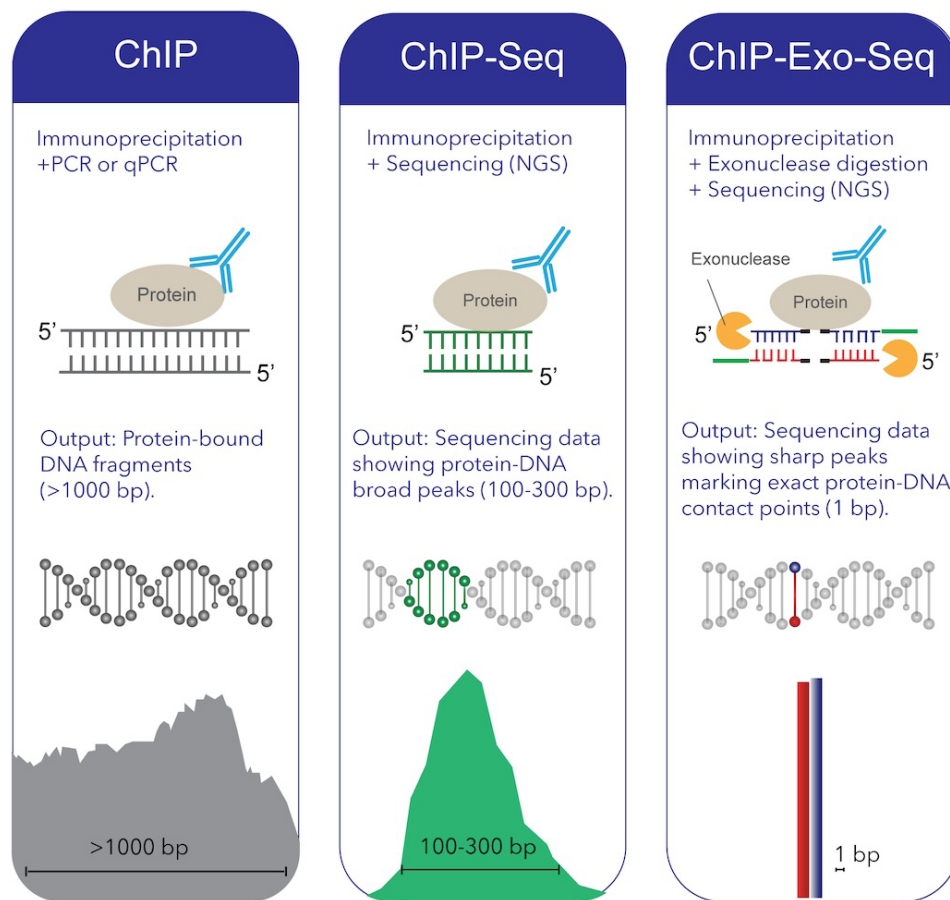 ChIP
Immunoprecipitation
+PCR or qPCR
Protein
5’
5’
Output: Protein-bound
DNA fragments
(>1000 bp).
>1000 bp
ChIP-Seq
Immunoprecipitation
+ Sequencing (NGS)
Protein
5’
5’
Output: Sequencing data
showing protein-DNA
broad peaks (100-300 bp).
100-300 bp
ChIP-Exo-Seq
Immunoprecipitation
+ Exonuclease digestion
+ Sequencing (NGS)
Exonuclease
Protein
5’
5’
Output: Sequencing data
showing sharp peaks
marking exact protein-DNA
contact points (1 bp).
1 bp